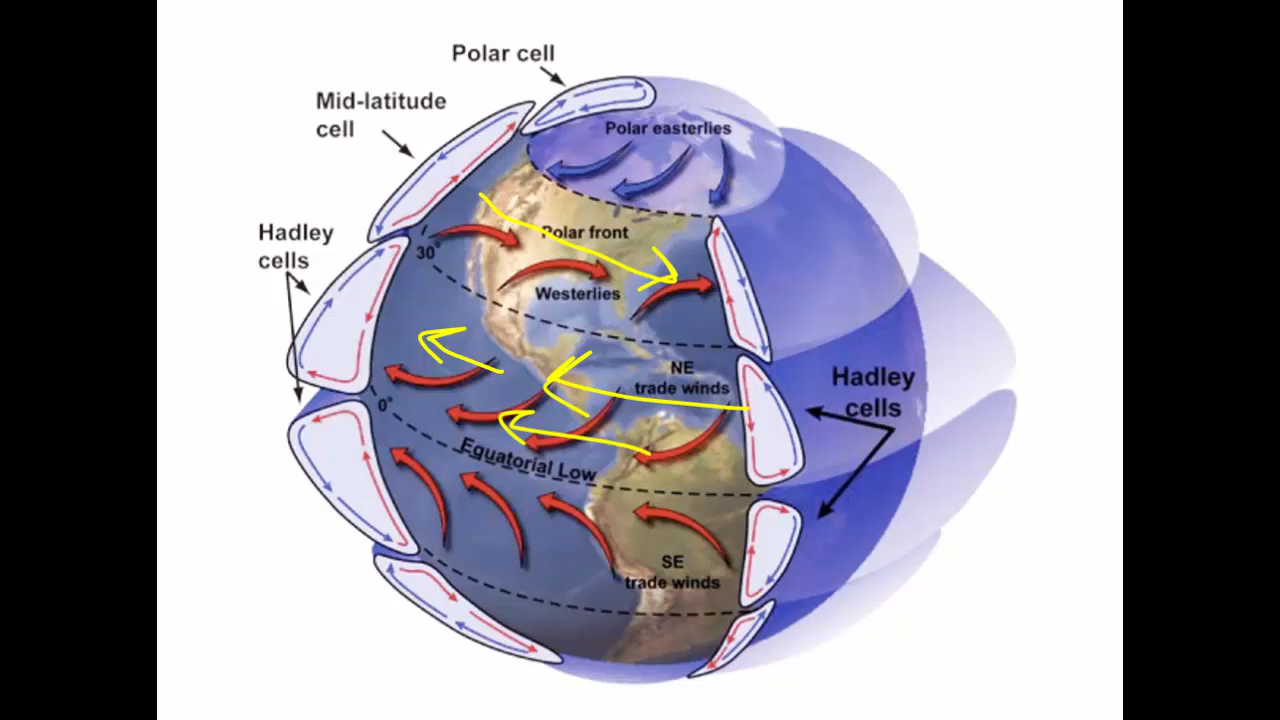 Polar cell
Mid-latitude
cell
Polar easterlies
Hadley
cells
Polar front
30°
Westerlies
NE
trade winds
Hadley
cells
0°
Equatorial Low
SE
trade winds